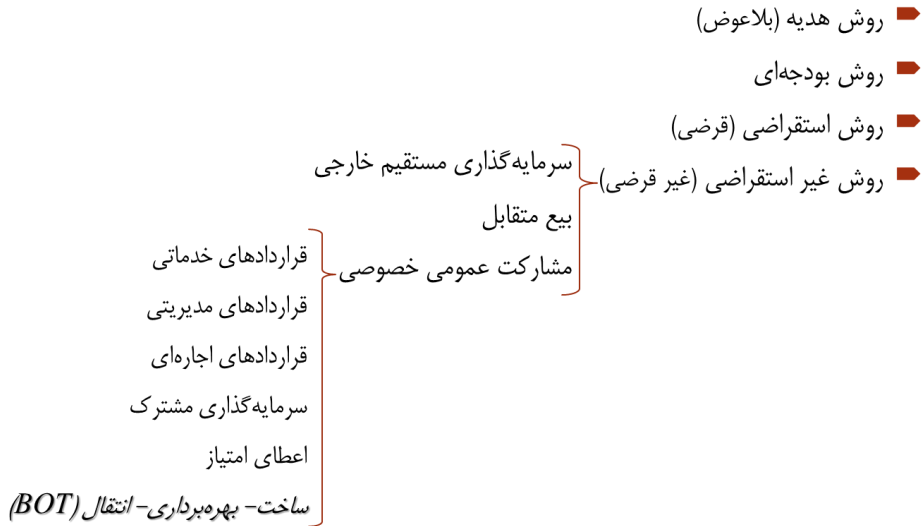 روش هدیه (بلاعوض)
روش بودجه‌ای
روش استقراضی (قرضی)
روش غیر استقراضی (غیر قرضی)
سرمایه‌گذاری مستقیم خارجی
بیع متقابل
مشارکت عمومی خصوصی
قراردادهای خدماتی
قراردادهای مدیریتی
قراردادهای اجاره‌ای
سرمایه‌گذاری مشترک
اعطای امتیاز
ساخت- بهره‌برداری- انتقال (BOT)